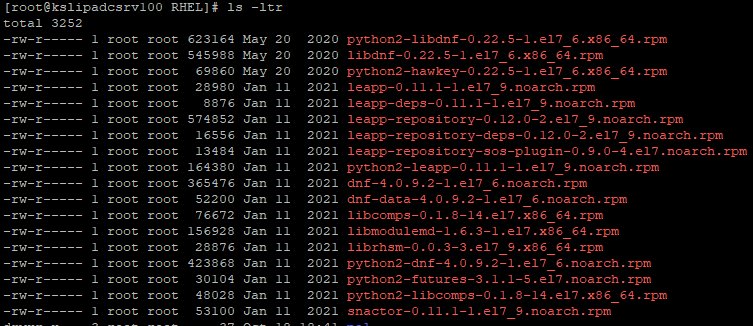 [root@kslipadcsrv100 RHEL]# ls -ltr
total 3252
-rw-r----- 1 root root 623164 May 20  2020 python2-libdnf-0.22.5-1.el7_6.x86_64.rpm
-rw-r----- 1 root root 545988 May 20  2020 libdnf-0.22.5-1.el7_6.x86_64.rpm
-rw-r----- 1 root root  69860 May 20  2020 python2-hawkey-0.22.5-1.el7_6.x86_64.rpm
-rw-r----- 1 root root  28980 Jan 11  2021 leapp-0.11.1-1.el7_9.noarch.rpm
-rw-r----- 1 root root   8876 Jan 11  2021 leapp-deps-0.11.1-1.el7_9.noarch.rpm
-rw-r----- 1 root root 574852 Jan 11  2021 leapp-repository-0.12.0-2.el7_9.noarch.rpm
-rw-r----- 1 root root  16556 Jan 11  2021 leapp-repository-deps-0.12.0-2.el7_9.noarch.rpm
-rw-r----- 1 root root  13484 Jan 11  2021 leapp-repository-sos-plugin-0.9.0-4.el7.noarch.rpm
-rw-r----- 1 root root 164380 Jan 11  2021 python2-leapp-0.11.1-1.el7_9.noarch.rpm
-rw-r----- 1 root root 365476 Jan 11  2021 dnf-4.0.9.2-1.el7_6.noarch.rpm
-rw-r----- 1 root root  52200 Jan 11  2021 dnf-data-4.0.9.2-1.el7_6.noarch.rpm
-rw-r----- 1 root root  76672 Jan 11  2021 libcomps-0.1.8-14.el7.x86_64.rpm
-rw-r----- 1 root root 156928 Jan 11  2021 libmodulemd-1.6.3-1.el7.x86_64.rpm
-rw-r----- 1 root root  28876 Jan 11  2021 librhsm-0.0.3-3.el7_9.x86_64.rpm
-rw-r----- 1 root root 423868 Jan 11  2021 python2-dnf-4.0.9.2-1.el7_6.noarch.rpm
-rw-r----- 1 root root  30104 Jan 11  2021 python2-futures-3.1.1-5.el7.noarch.rpm
-rw-r----- 1 root root  48028 Jan 11  2021 python2-libcomps-0.1.8-14.el7.x86_64.rpm
-rw-r----- 1 root root  53100 Jan 11  2021 snactor-0.11.1-1.el7_9.noarch.rpm